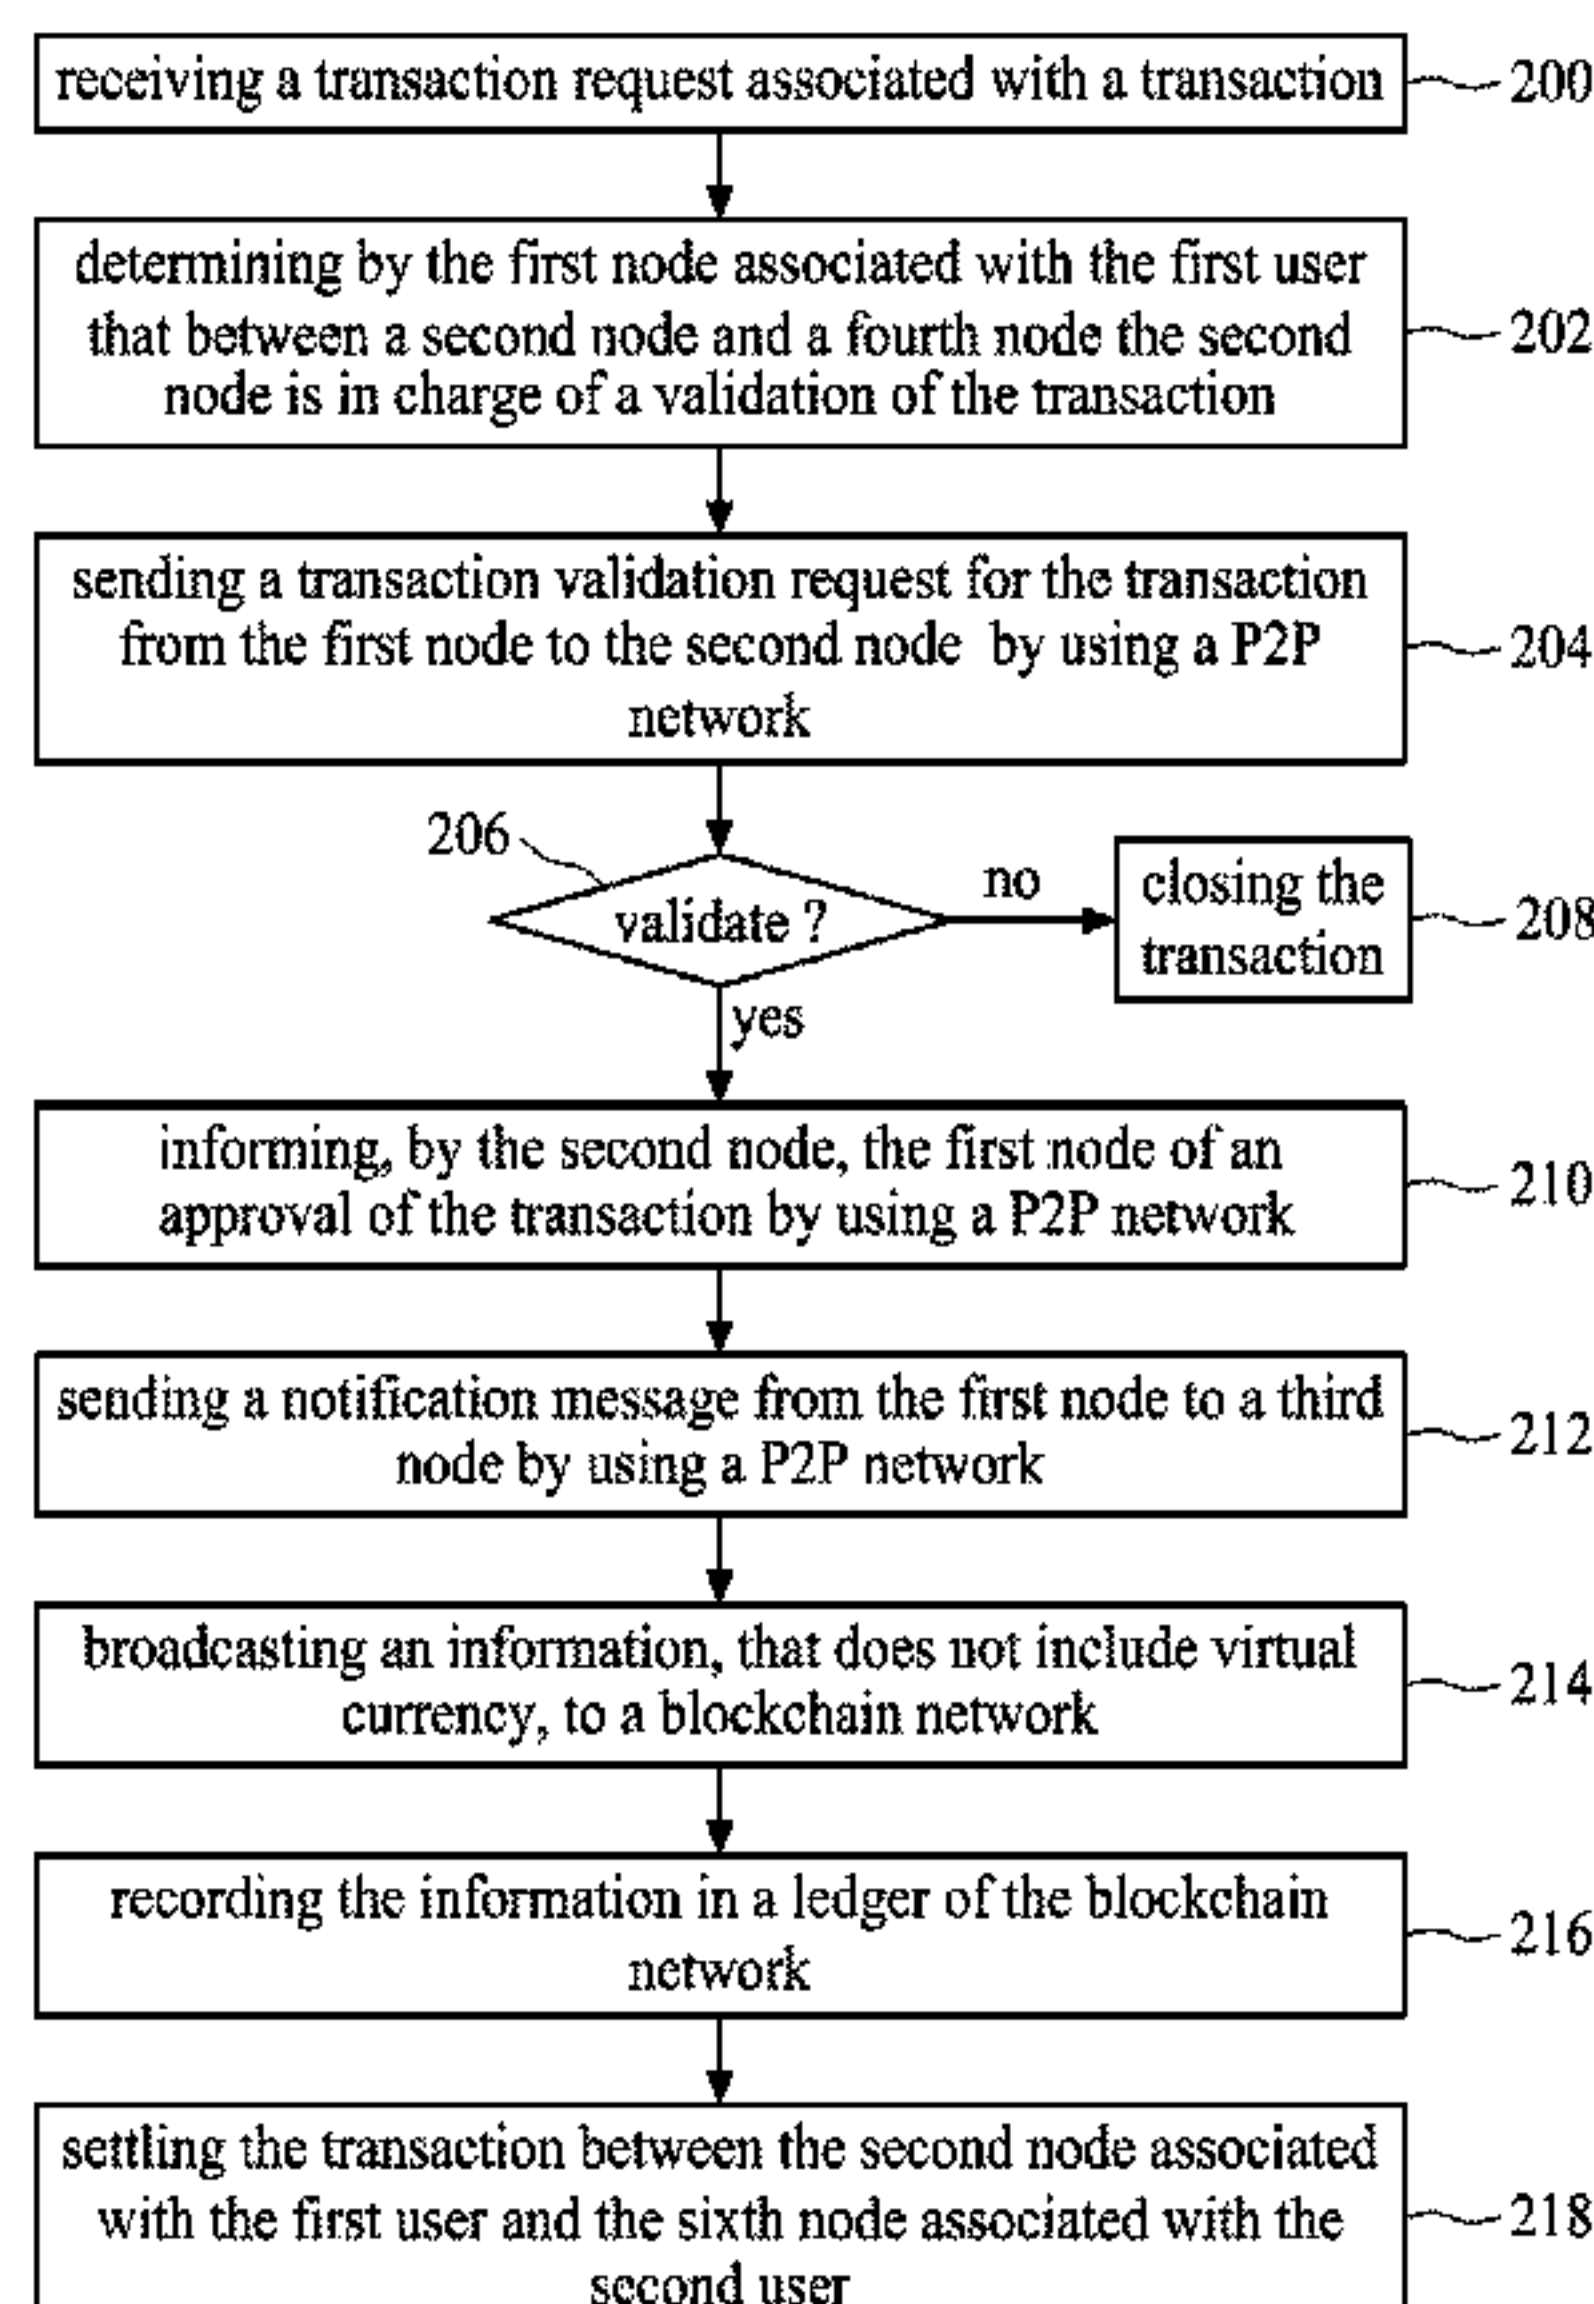 receiving a transaction request associated with a transaction
200
determining by the first node associated with the first user
that between a second node and a fourth node the second
node is in charge of a validation of the transaction
202
sending a transaction validation request for the transaction
from the first node to the second node by using a P2P
network
204
206
validate ?
no
closing the
transaction
208
yes
informing, by the second node, the first node of an
approval of the transaction by using a P2P network
210
sending a notification message from the first node to a third
node by using a P2P network
212
broadcasting an information, that does not include virtual
currency, to a blockchain network
214
recording the information in a ledger of the blockchain
network
216
settling the transaction between the second node associated
with the first user and the sixth node associated with the
second user
218